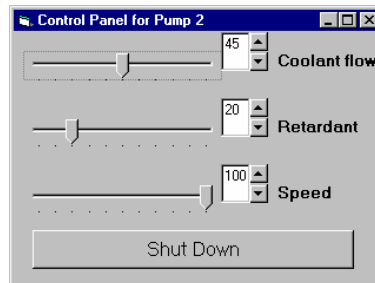 Control Panel for Pump 2
45
Coolant flow
20
Retardant
100
Speed
Shut Down